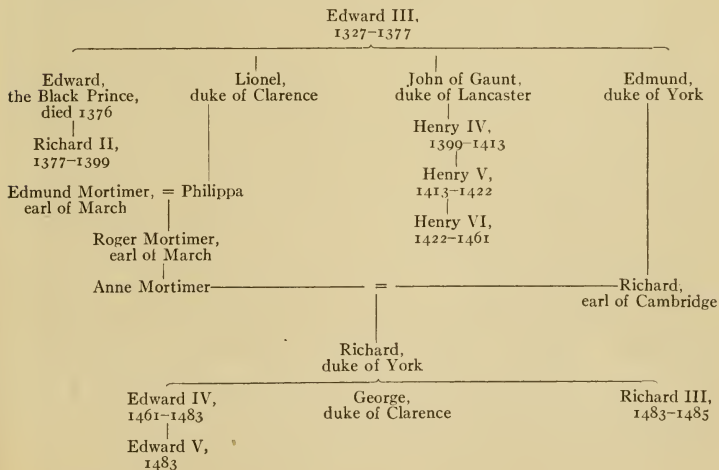 Edward III,
1327–1377
Edward,
the Black Prince,
died 1376
Lionel,
duke of Clarence
John of Gaunt,
duke of Lancaster
Edmund,
duke of York
Richard II,
1377–1399
Henry IV,
1399–1413
Henry V,
1413–1422
Edmund Mortimer, = Philippa
earl of March
Henry VI,
1422–1461
Roger Mortimer,
earl of March
Anne Mortimer = Richard,
earl of Cambridge
Richard,
duke of York
Edward IV,
1461–1483
George,
duke of Clarence
Richard III,
1483–1485
Edward V,
1483